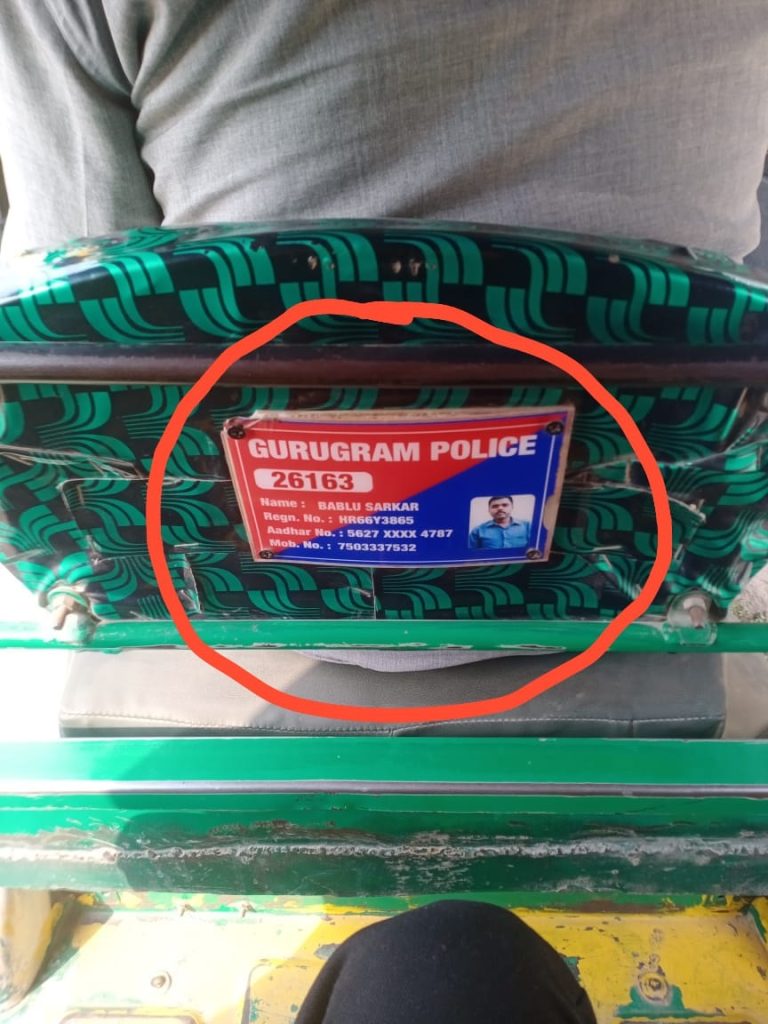 GURUGRAM POLICE
26163
Name : BABLU SARKAR
Regn. No. : HR66Y3865
Aadhar No. : 5627 XXXX 4787
Mob. No. : 7503337532